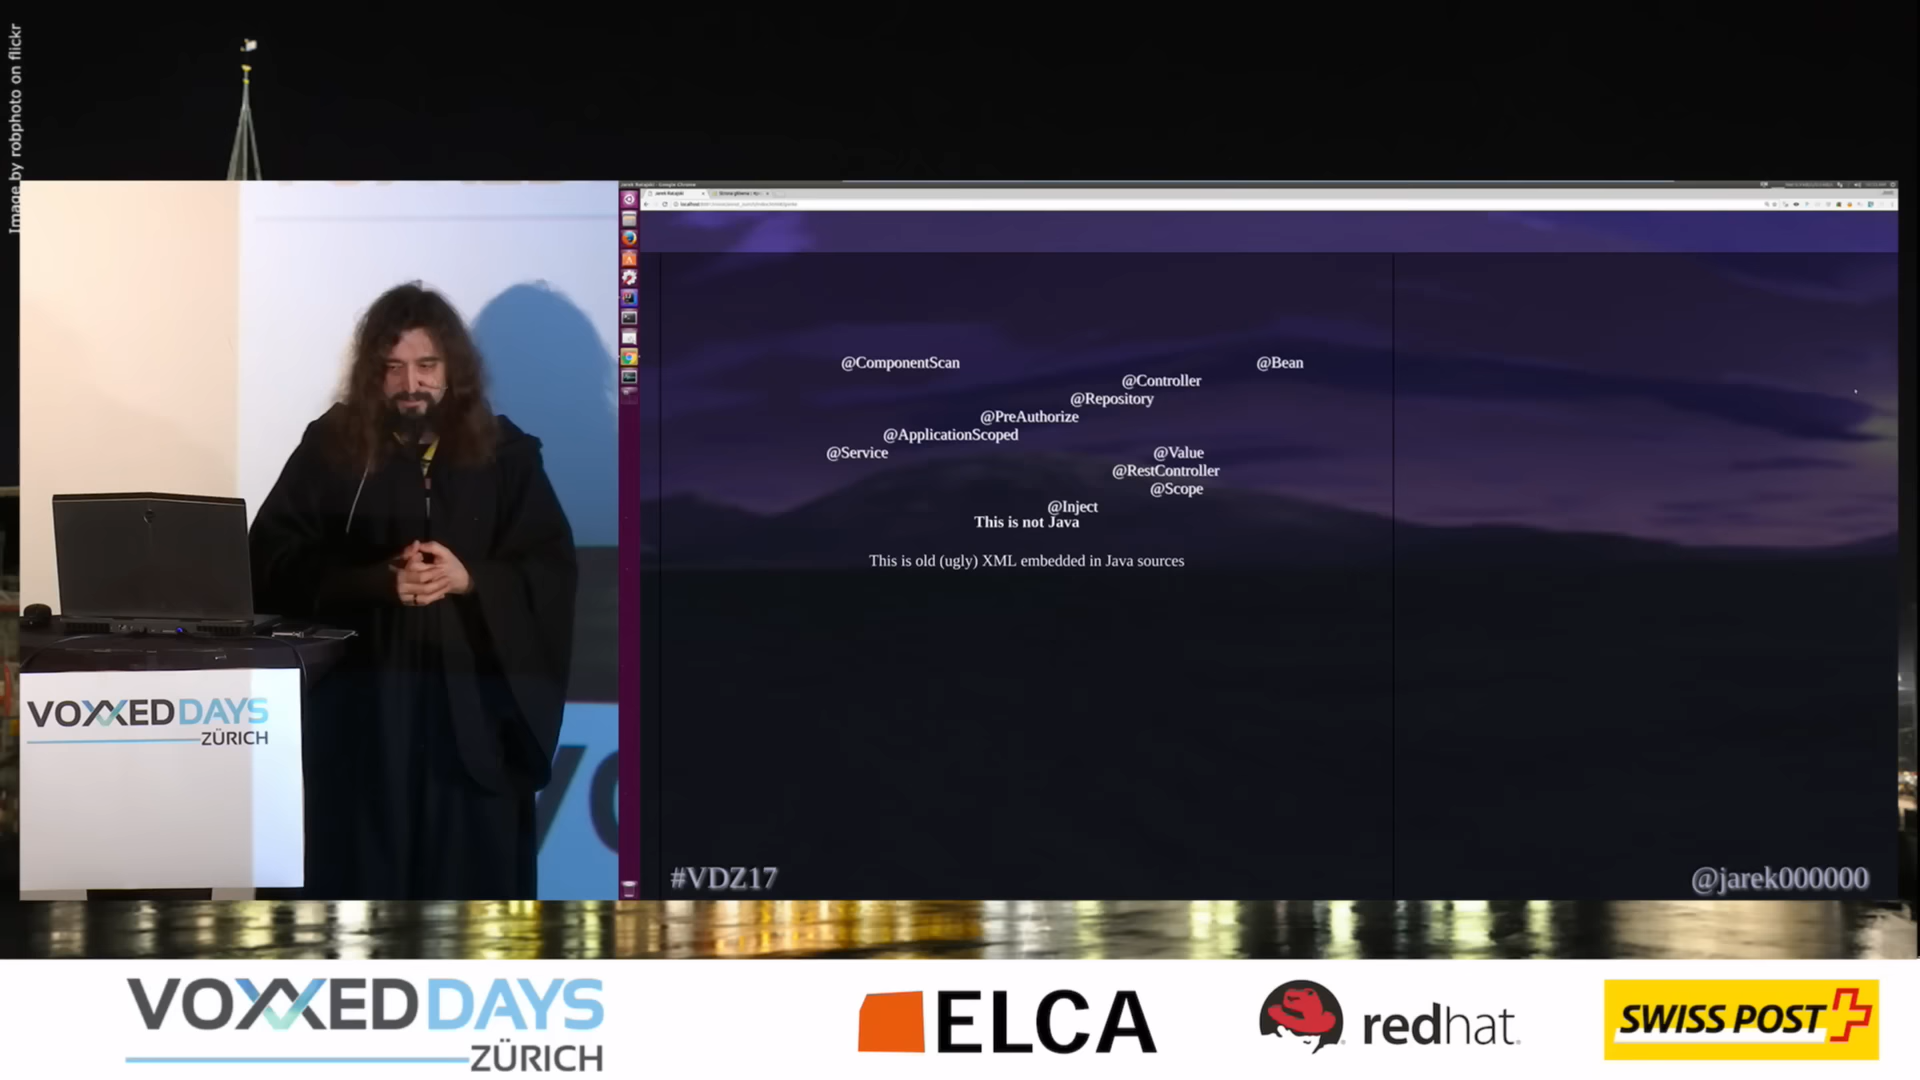 Image by robphoto on flickr
@ComponentScan
@Bean
@Controller
@Repository
@PreAuthorize
@ApplicationScoped
@Service
@Value
@RestController
@Scope
@Inject
This is not Java
This is old (ugly) XML embedded in Java sources
#VDZ17
@jarek000000
VOXXED DAYS
ZÜRICH
VOXXED DAYS
ZÜRICH
ELCA
redhat.
SWISS POST